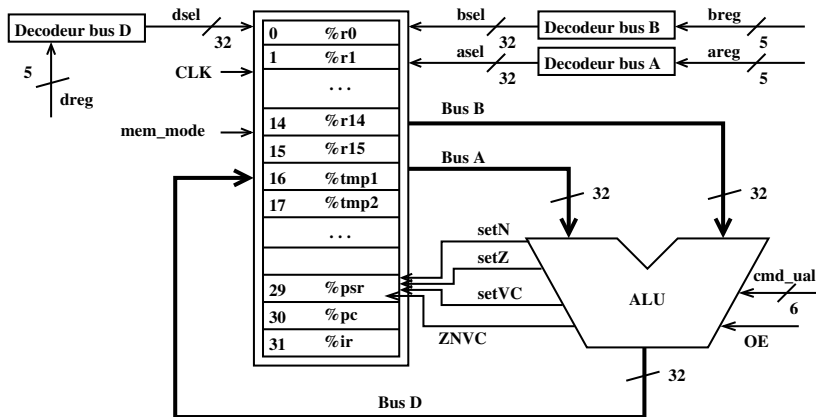 Decodeur bus D
dsel
32
5
dreg
CLK
mem_mode
0 %r0
1 %r1
...
14 %r14
15 %r15
16 %tmp1
17 %tmp2
...
29 %psr
30 %pc
31 %ir
bsel
32
Decodeur bus B
breg
5
asel
32
Decodeur bus A
areg
5
Bus B
Bus A
32
32
setN
setZ
setVC
ZNVC
ALU
cmd_ual
6
OE
32
Bus D